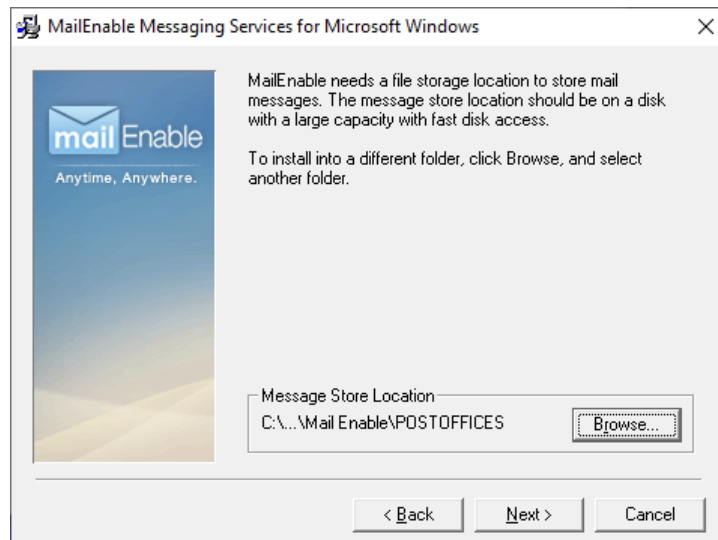 MailEnable Messaging Services for Microsoft Windows
mailEnable
Anytime, Anywhere.
MailEnable needs a file storage location to store mail
messages. The message store location should be on a disk
with a large capacity with fast disk access.
To install into a different folder, click Browse, and select
another folder.
Message Store Location
C:\...\Mail Enable\POSTOFFICES
Browse...
< Back
Next >
Cancel